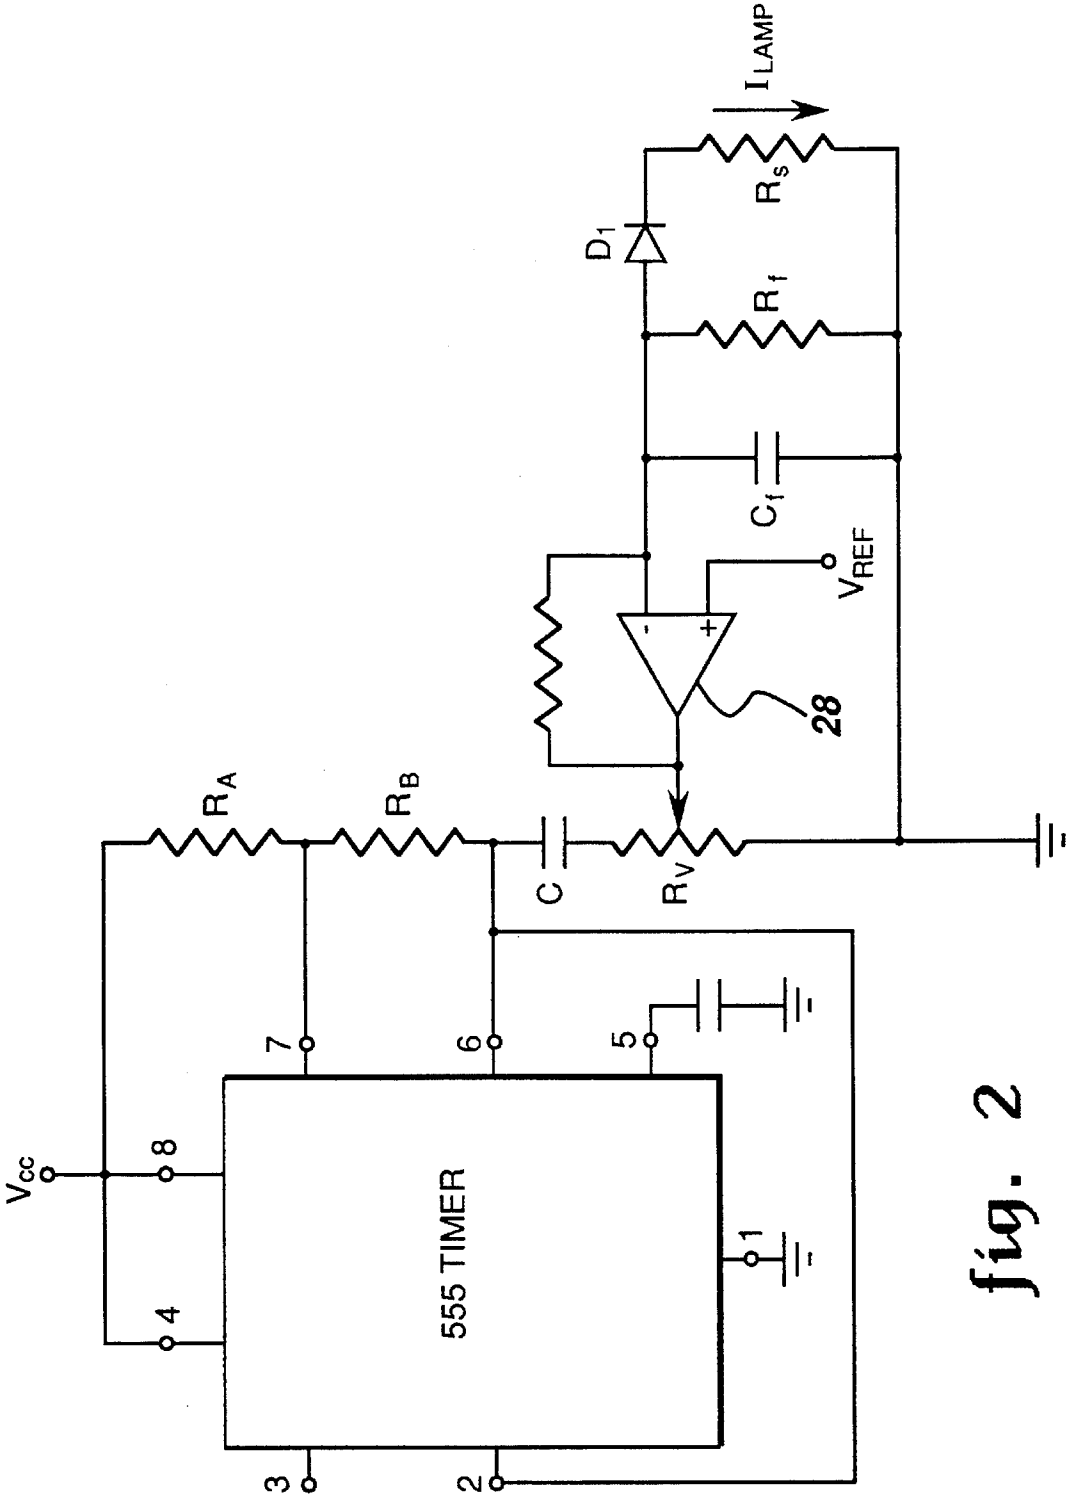 Vcc
4
8
3
2
555 TIMER
7
6
5
1
RA
RB
C
RV
28
-
+
VREF
Cf
Rf
D1
Rs
ILAMP
fig. 2